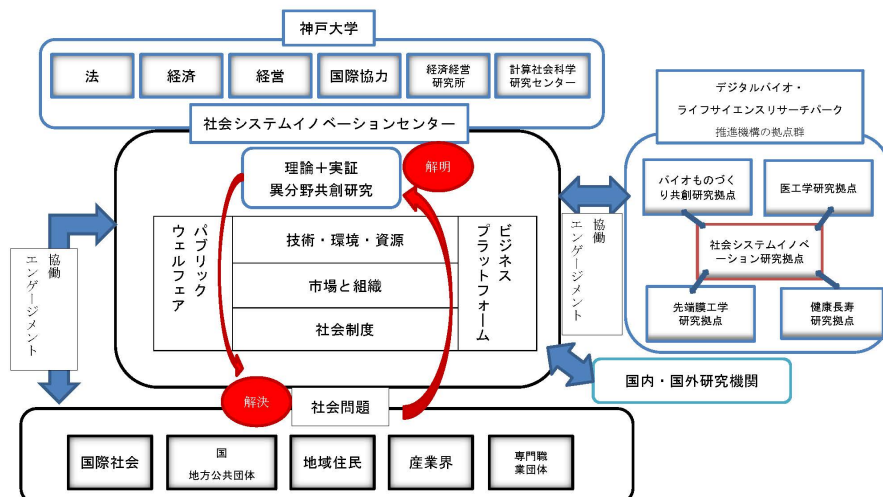 神戸大学
法
経済
経営
国際協力
経済経営
研究所
計算社会科学
研究センター
社会システムイノベーションセンター
理論＋実証
異分野共創研究
解明
パブリック
ウェルフェア
技術・環境・資源
市場と組織
社会制度
ビジネス
プラットフォーム
協働
エンゲージメント
協働
エンゲージメント
デジタルバイオ・
ライフサイエンスリサーチパーク
推進機構の拠点群
バイオものづく
り共創研究拠点
医工学研究拠点
社会システムイノベ
ーション研究拠点
先端膜工学
研究拠点
健康長寿
研究拠点
国内・国外研究機関
解決
社会問題
国際社会
国
地方公共団体
地域住民
産業界
専門職
業団体